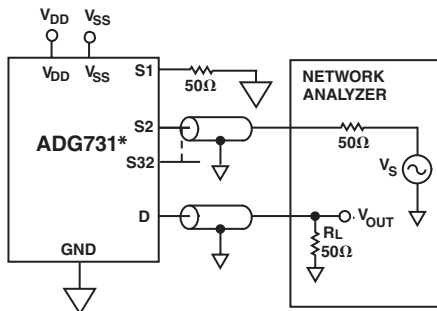 VDD VSS
VDD VSS
S1
50Ω
NETWORK
ANALYZER
S2
50Ω
VS
ADG731*
S32
D
VOUT
RL
50Ω
GND